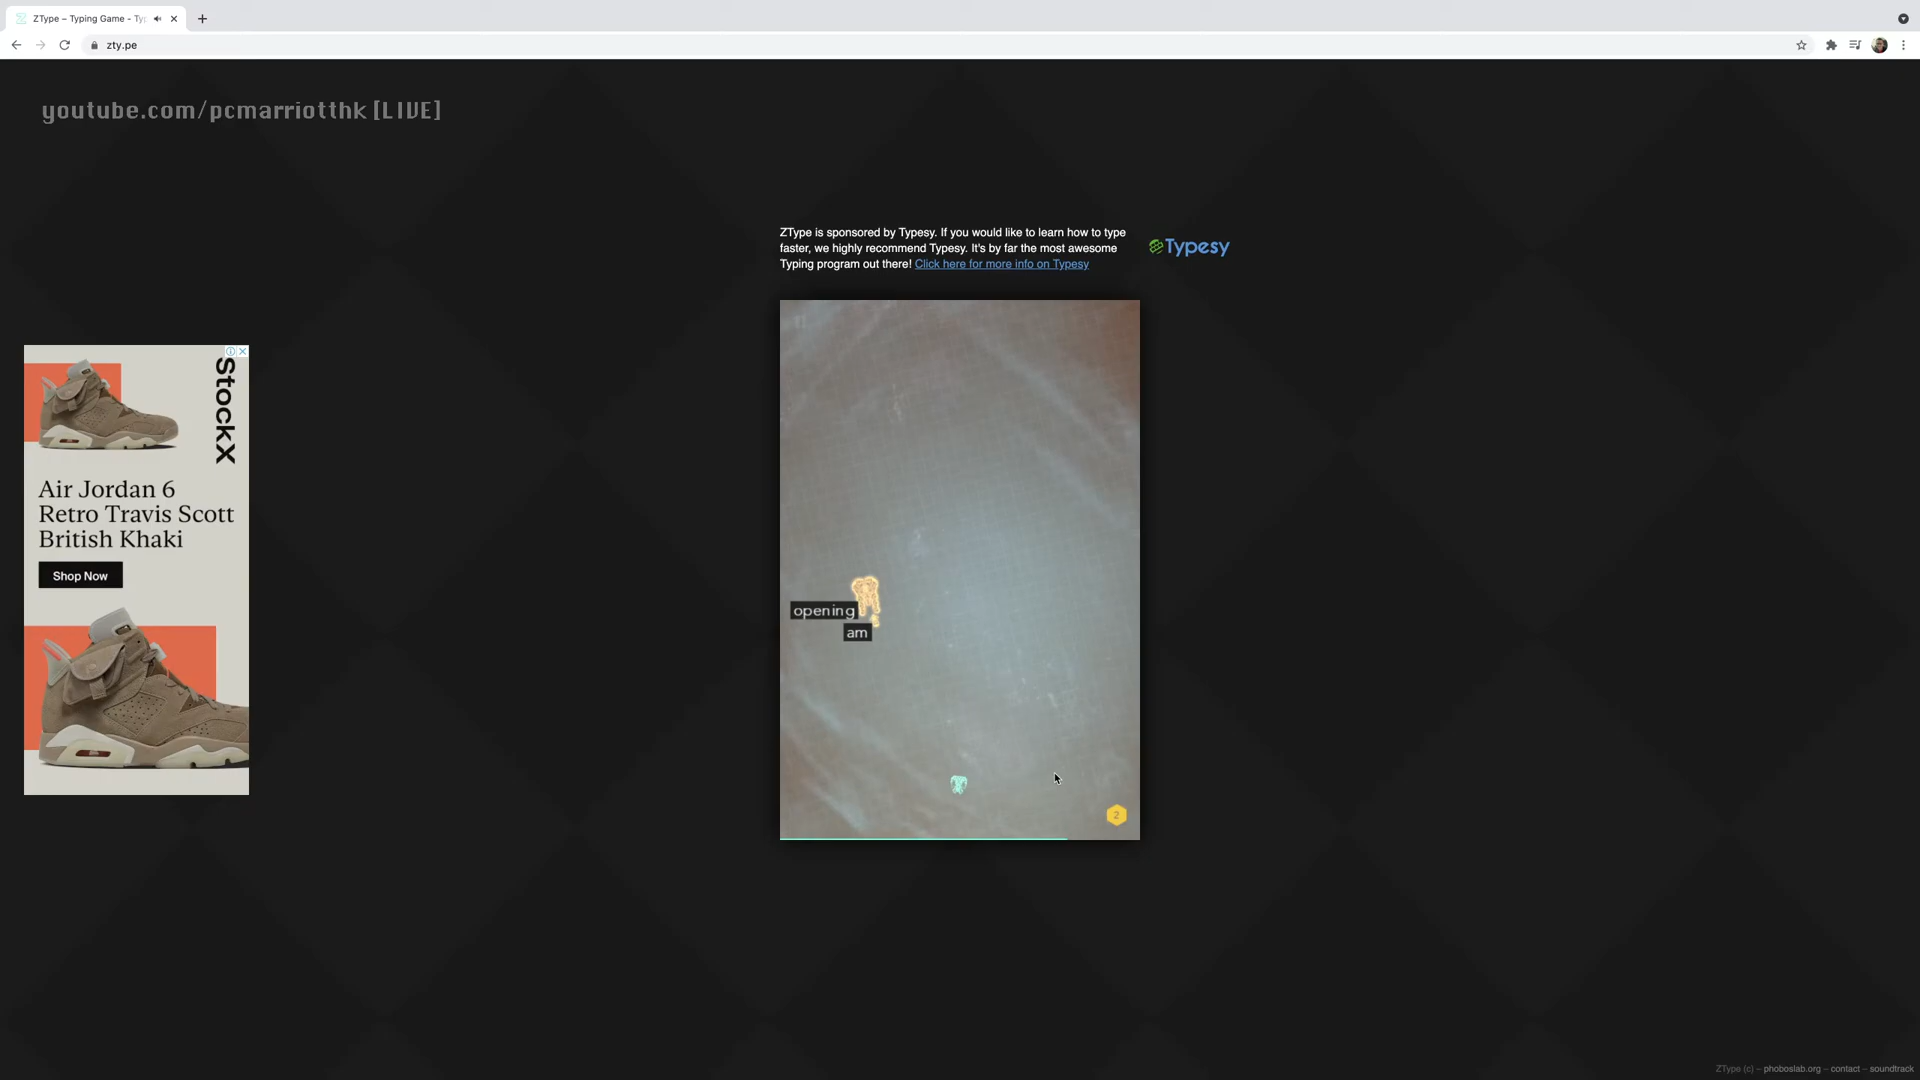 ZType – Typing Game - Ty
zty.pe
youtube.com/pcmarriotthk [LIVE]
ZType is sponsored by Typesy. If you would like to learn how to type
faster, we highly recommend Typesy. It's by far the most awesome
Typing program out there! Click here for more info on Typesy
Typesy
StockX
Air Jordan 6
Retro Travis Scott
British Khaki
Shop Now
opening
am
2
ZType (c) – phoboslab.org – contact – soundtrack